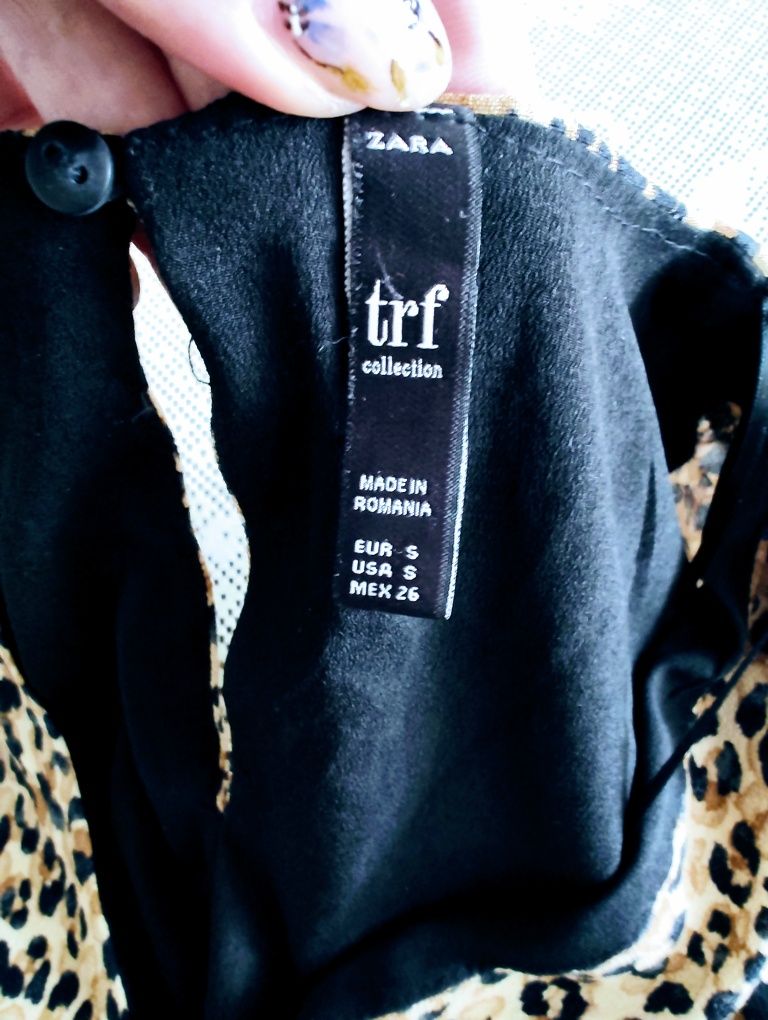 ZARA
trf
collection
MADE IN
ROMANIA
EUR S
USA S
MEX 26